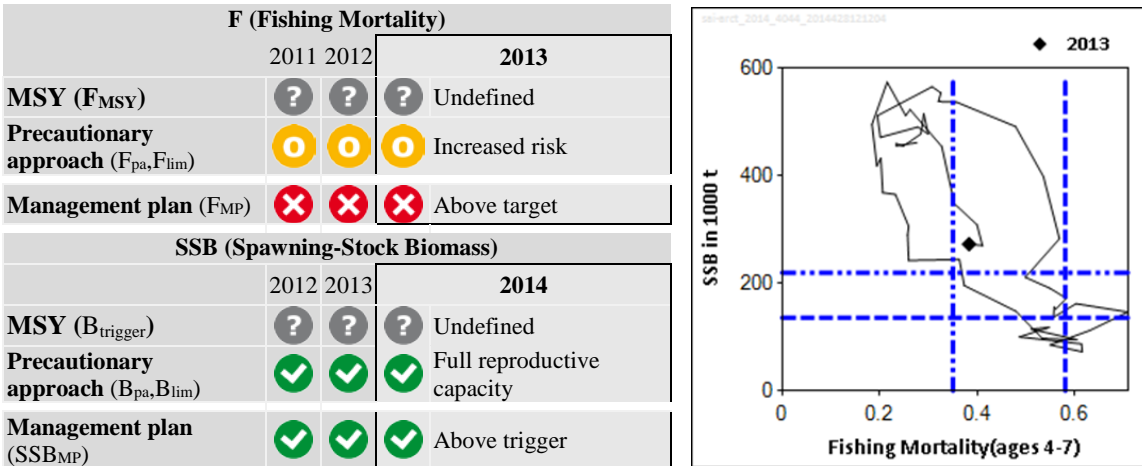 F (Fishing Mortality)
2011 2012 2013
MSY (FMSY) ? ? ? Undefined
Precautionary
approach (Fpa,Flim) Increased risk
Management plan (FMP) Above target
SSB (Spawning-Stock Biomass)
2012 2013 2014
MSY (Btrigger) ? ? ? Undefined
Precautionary
approach (Bpa,Blim)
Full reproductive
capacity
Management plan
(SSBMP)
Above trigger
2013
600
400
200
0
SSB in 1000 t
0 0.2 0.4 0.6
Fishing Mortality(ages 4-7)